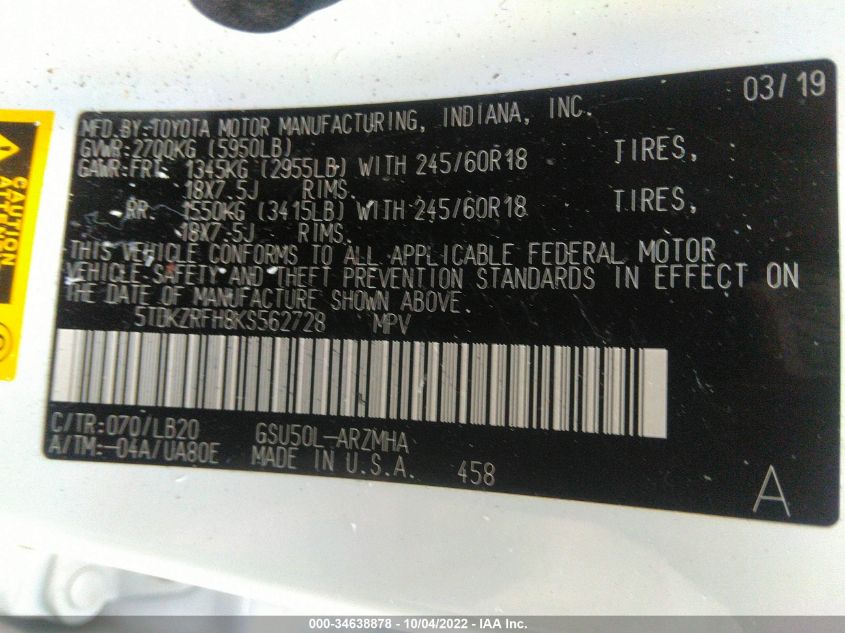 03/19
MFD.BY:TOYOTA MOTOR MANUFACTURING, INDIANA, INC.
GVWR:2700KG (5950LB)
GAWR:FRT. 1345KG (2955LB) WITH 245/60R18 TIRES,
18X7.5J RIMS.
RR. 1550KG (3415LB) WITH 245/60R18 TIRES,
18X7.5J RIMS.
THIS VEHICLE CONFORMS TO ALL APPLICABLE FEDERAL MOTOR
VEHICLE SAFETY AND THEFT PREVENTION STANDARDS IN EFFECT ON
THE DATE OF MANUFACTURE SHOWN ABOVE.
5TDKZRFH8KS562728 MPV
C/TR:070/LB20 GSU50L-ARZMHA
A/TM:-04A/UA80E MADE IN U.S.A. 458
A
CAUTION
000-34638878 - 10/04/2022 - IAA Inc.